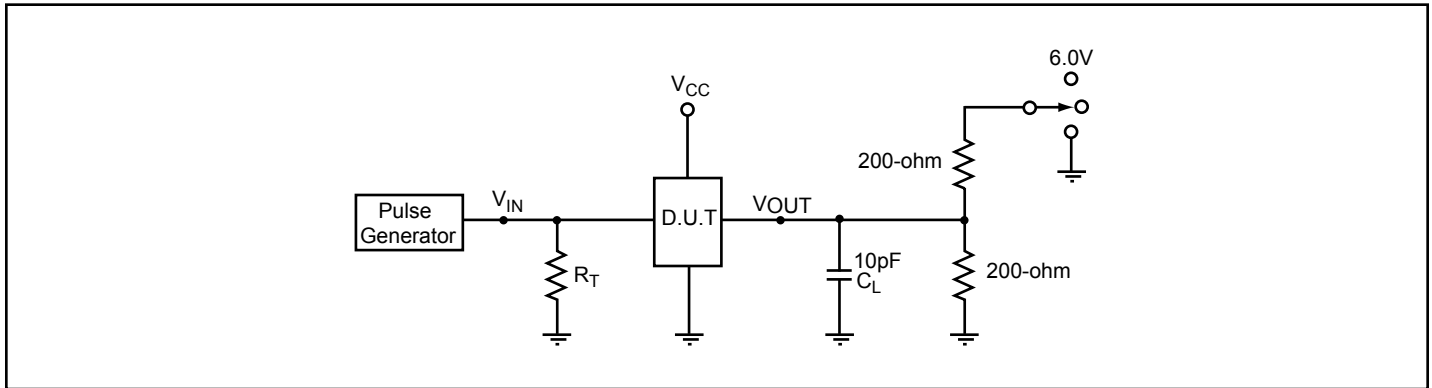 6.0V
VCC
200-ohm
Pulse
Generator
VIN
D.U.T
VOUT
RT
10pF
CL
200-ohm